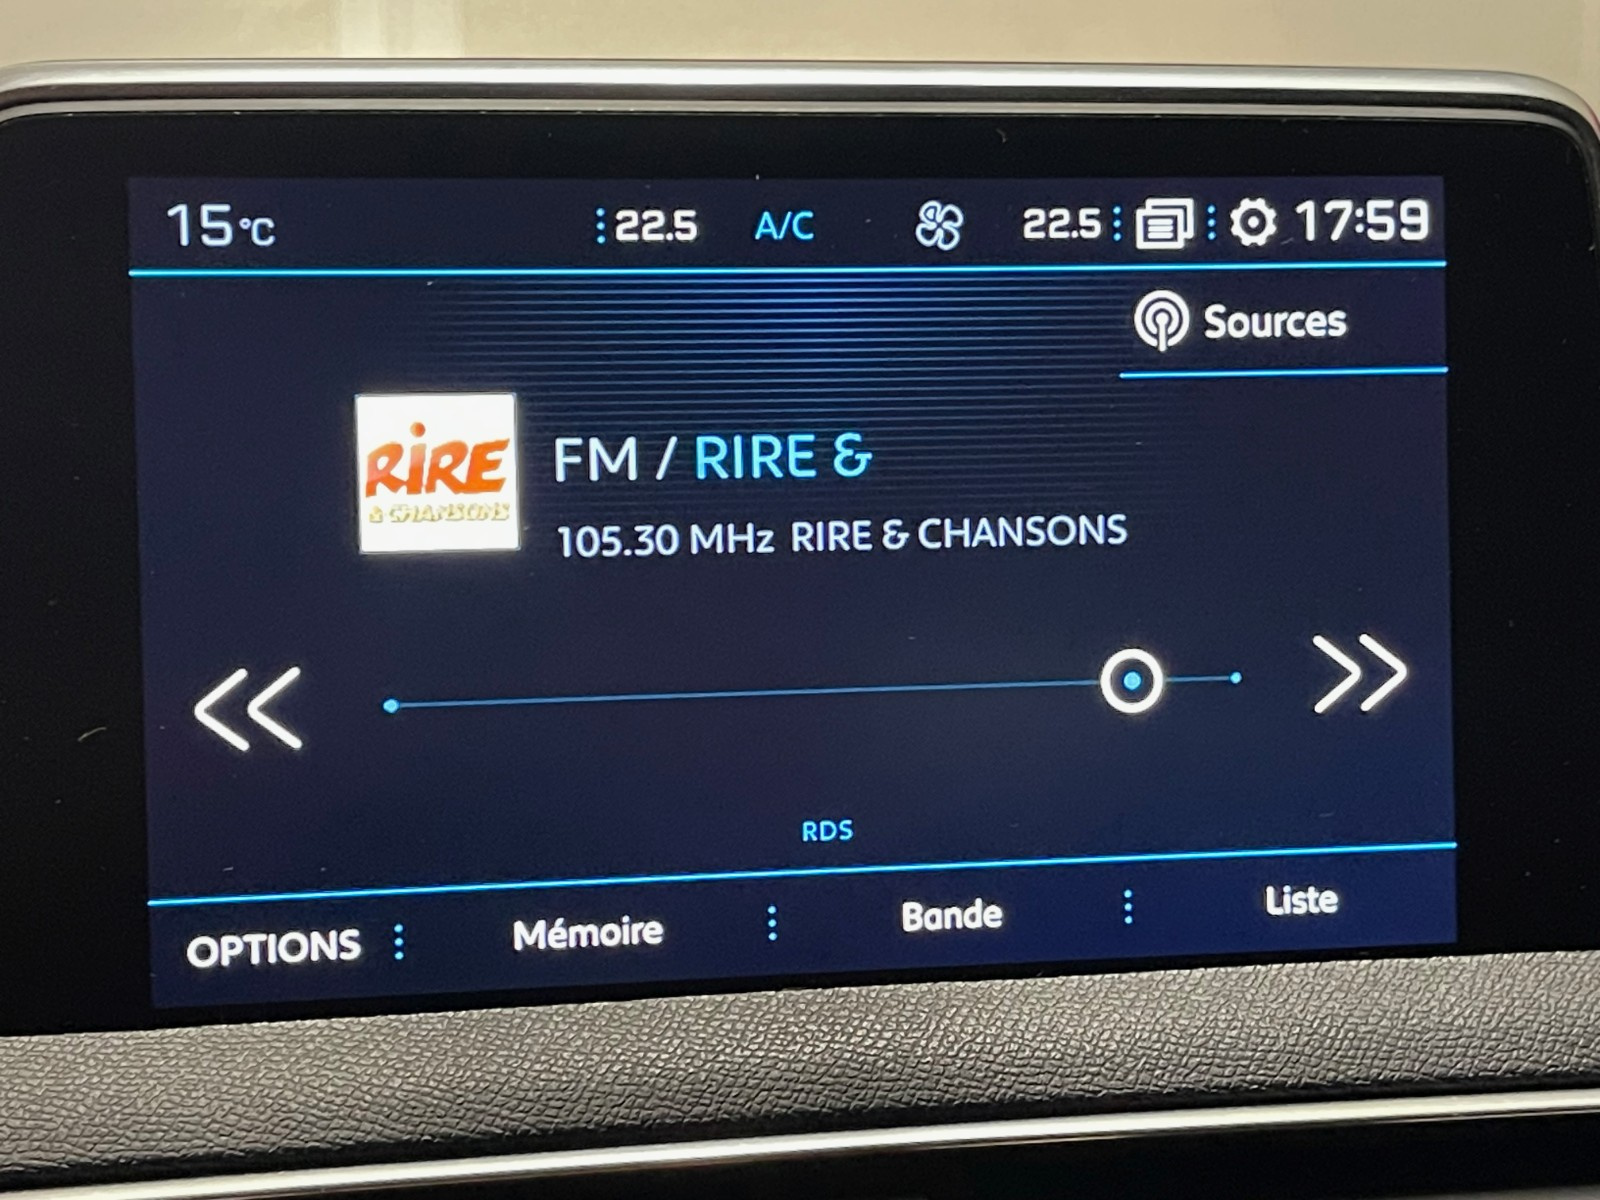 15°C 22.5 A/C 22.5 17:59
Sources
RIRE
& CHANSONS
FM / RIRE &
105.30 MHz RIRE & CHANSONS
RDS
OPTIONS Mémoire Bande Liste